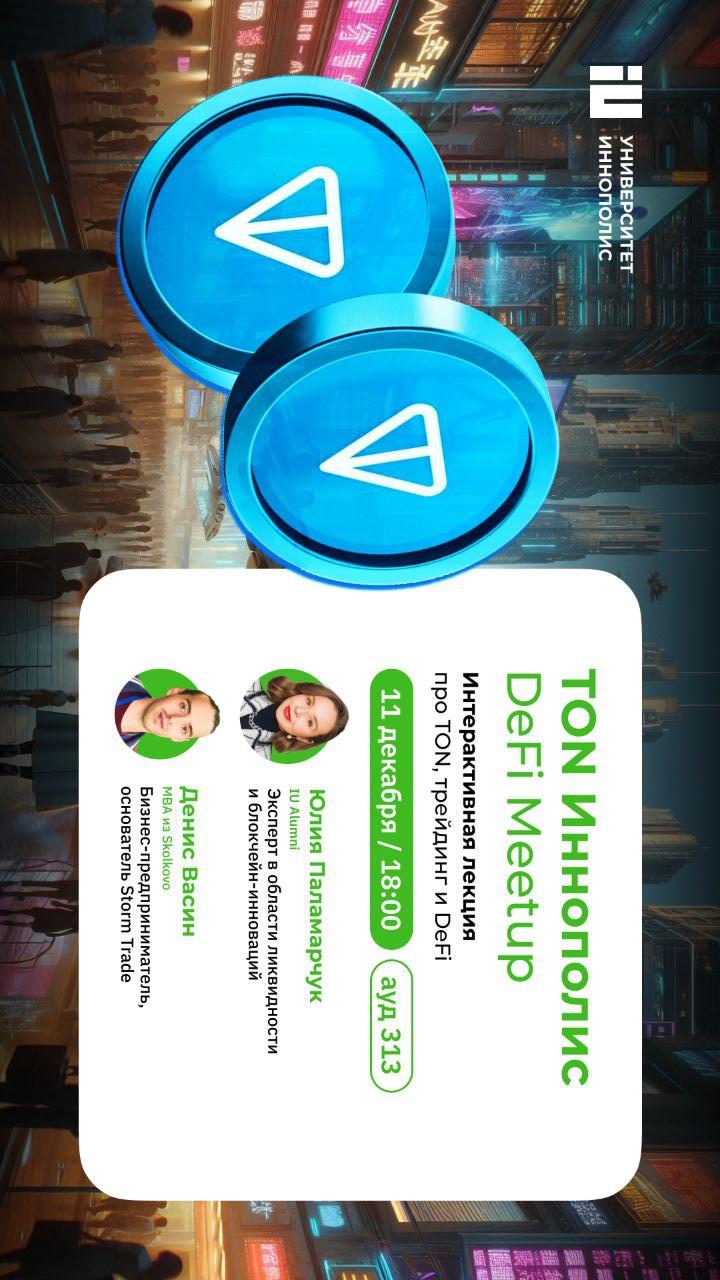 УНИВЕРСИТЕТ
ИННОПОЛИС
TON Иннополис
DeFi Meetup
Интерактивная лекция
про TON, трейдинг и DeFi
11 декабря / 18:00
ауд 313
Юлия Паламарчук
IU Alumni
Эксперт в области ликвидности
и блокчейн-инноваций
Денис Васин
MBA из Skolkovo
Бизнес-предприниматель,
основатель Storm Trade